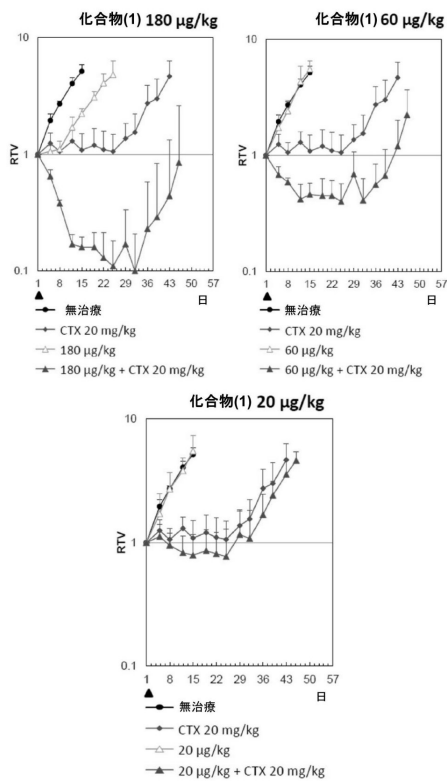 化合物(1) 180 µg/kg
10
RTV
1
0.1
1 8 15 22 29 36 43 50 57
日
無治療
CTX 20 mg/kg
180 µg/kg
180 µg/kg + CTX 20 mg/kg
化合物(1) 60 µg/kg
10
RTV
1
0.1
1 8 15 22 29 36 43 50 57
日
無治療
CTX 20 mg/kg
60 µg/kg
60 µg/kg + CTX 20 mg/kg
化合物(1) 20 µg/kg
10
RTV
1
0.1
1 8 15 22 29 36 43 50 57
日
無治療
CTX 20 mg/kg
20 µg/kg
20 µg/kg + CTX 20 mg/kg